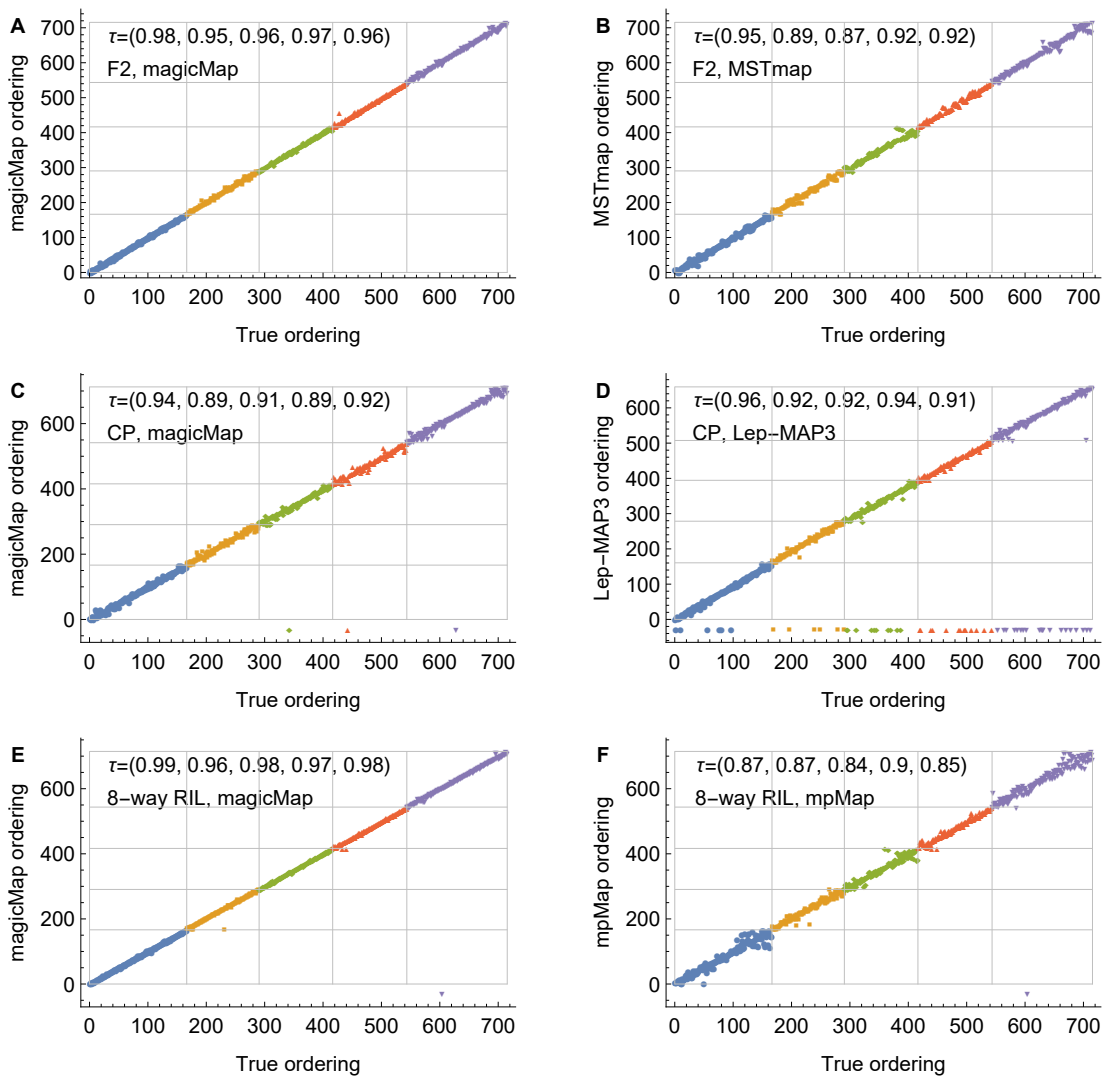 A
τ=(0.98, 0.95, 0.96, 0.97, 0.96)
F2, magicMap
magicMap ordering
700
600
500
400
300
200
100
0
0 100 200 300 400 500 600 700
True ordering
B
τ=(0.95, 0.89, 0.87, 0.92, 0.92)
F2, MSTmap
MSTmap ordering
700
600
500
400
300
200
100
0
0 100 200 300 400 500 600 700
True ordering
C
τ=(0.94, 0.89, 0.91, 0.89, 0.92)
CP, magicMap
magicMap ordering
600
400
200
0
0 100 200 300 400 500 600 700
True ordering
D
τ=(0.96, 0.92, 0.92, 0.94, 0.91)
CP, Lep−MAP3
Lep−MAP3 ordering
600
500
400
300
200
100
0
0 100 200 300 400 500 600 700
True ordering
E
τ=(0.99, 0.96, 0.98, 0.97, 0.98)
8−way RIL, magicMap
magicMap ordering
600
400
200
0
0 100 200 300 400 500 600 700
True ordering
F
τ=(0.87, 0.87, 0.84, 0.9, 0.85)
8−way RIL, mpMap
mpMap ordering
600
400
200
0
0 100 200 300 400 500 600 700
True ordering